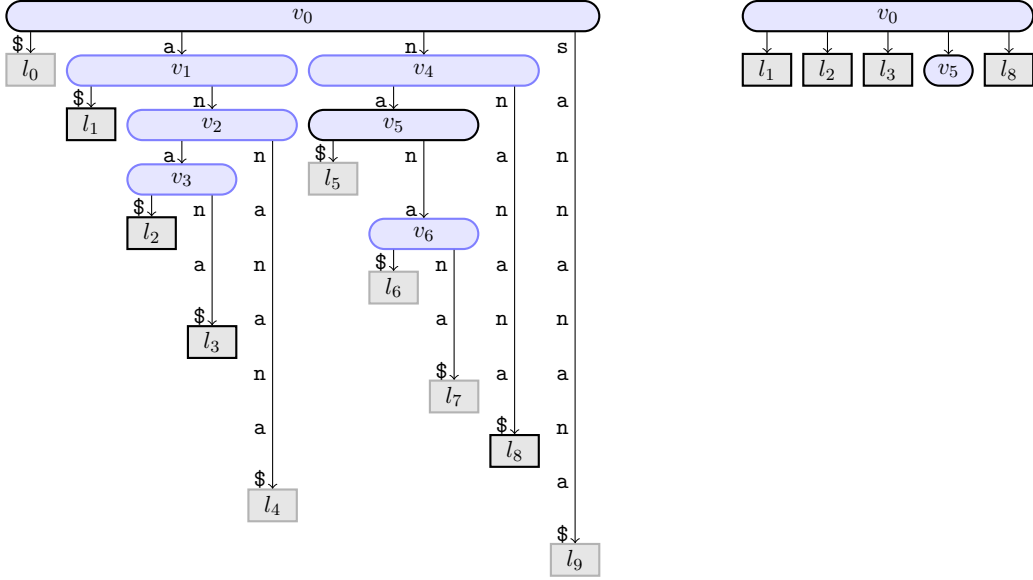 v₀ v₀
$ a n s
l₀ v₁ v₄ l₁ l₂ l₃ v₅ l₈
$ n a n a
l₁ v₂ v₅
a n $ n a n
v₃ l₅
$ n a a n n
l₂ v₆
a n $ n a a
l₆
$ a a n n
l₃
n $ a a
l₇
a $ n
l₈
$ a
l₄
$
l₉